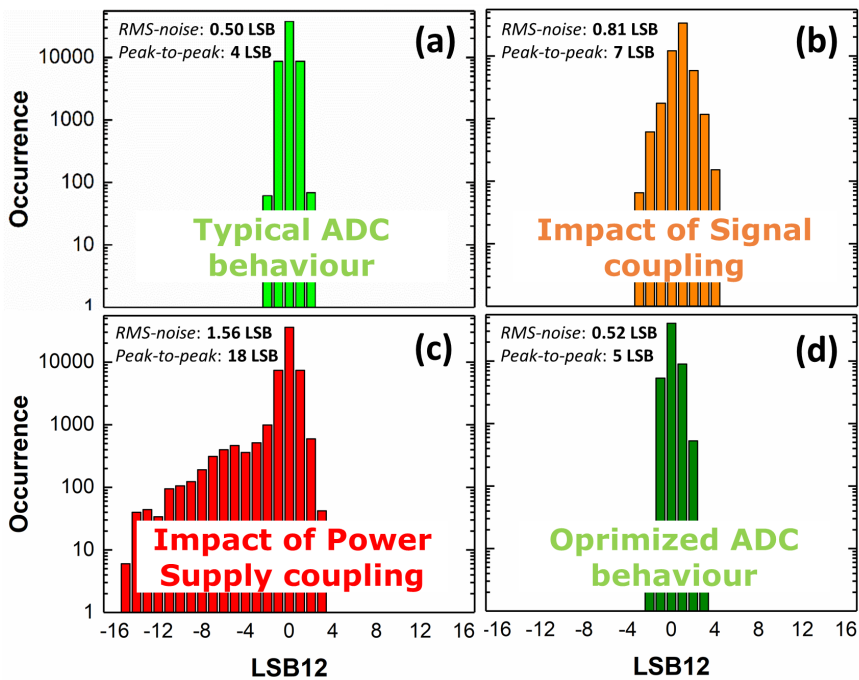 RMS-noise: 0.50 LSB
Peak-to-peak: 4 LSB
(a)
Typical ADC
behaviour
Occurrence
10000
1000
100
10
1
RMS-noise: 0.81 LSB
Peak-to-peak: 7 LSB
(b)
Impact of Signal
coupling
RMS-noise: 1.56 LSB
Peak-to-peak: 18 LSB
(c)
Impact of Power
Supply coupling
Occurrence
10000
1000
100
10
1
-16 -12 -8 -4 0 4 8 12 16
LSB12
RMS-noise: 0.52 LSB
Peak-to-peak: 5 LSB
(d)
Oprimized ADC
behaviour
-16 -12 -8 -4 0 4 8 12 16
LSB12